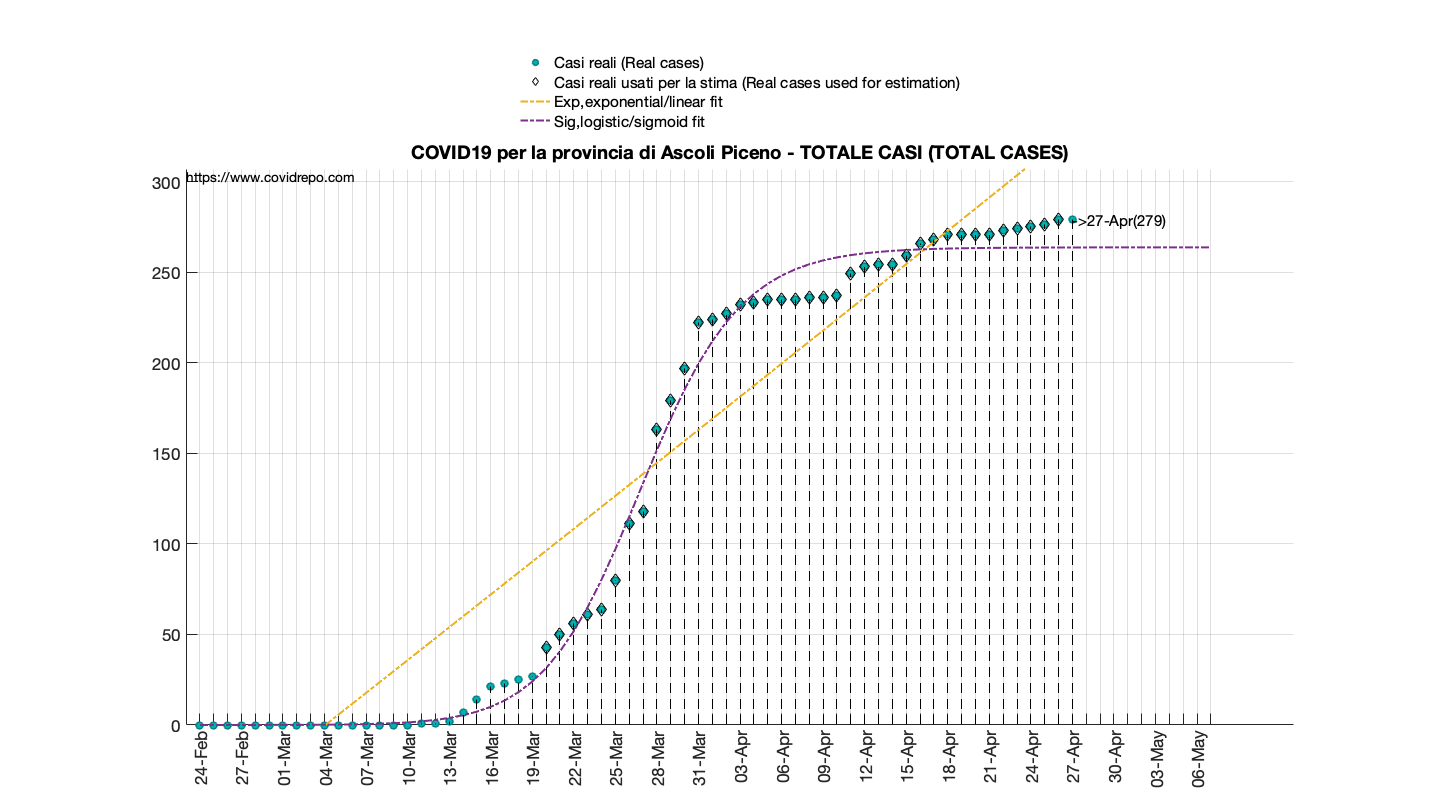 Casi reali (Real cases)
Casi reali usati per la stima (Real cases used for estimation)
Exp,exponential/linear fit
Sig,logistic/sigmoid fit
COVID19 per la provincia di Ascoli Piceno - TOTALE CASI (TOTAL CASES)
https://www.covidrepo.com
300
250
200
150
100
50
0
->27-Apr(279)
24-Feb
27-Feb
01-Mar
04-Mar
07-Mar
10-Mar
13-Mar
16-Mar
19-Mar
22-Mar
25-Mar
28-Mar
31-Mar
03-Apr
06-Apr
09-Apr
12-Apr
15-Apr
18-Apr
21-Apr
24-Apr
27-Apr
30-Apr
03-May
06-May